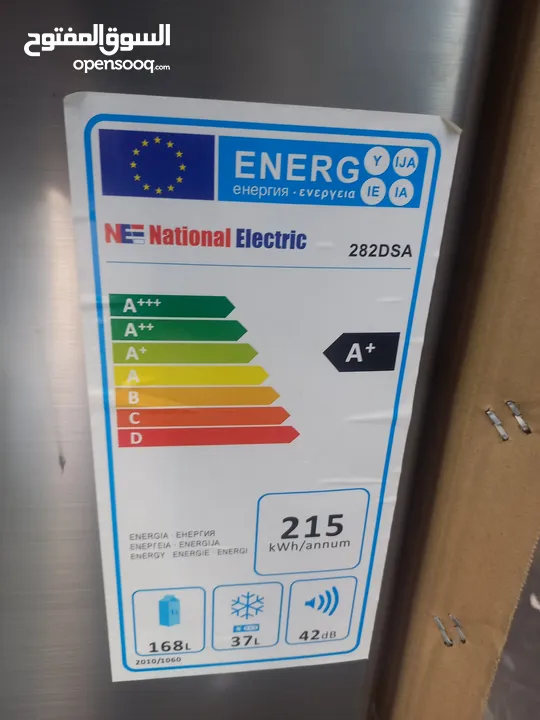 السوق المفتوح
opensooq.com
ENERG Y IJA IE IA
енергия · ενεργεια
NE National Electric
282DSA
A+++
A++
A+
A
B
C
D
A+
ENERGIA · ЕНЕРГИЯ
ΕΝΕΡΓΕΙΑ · ENERGIJA
ENERGY · ENERGIE · ENERGI
215
kWh/annum
168L
37L
42dB
2010/1060